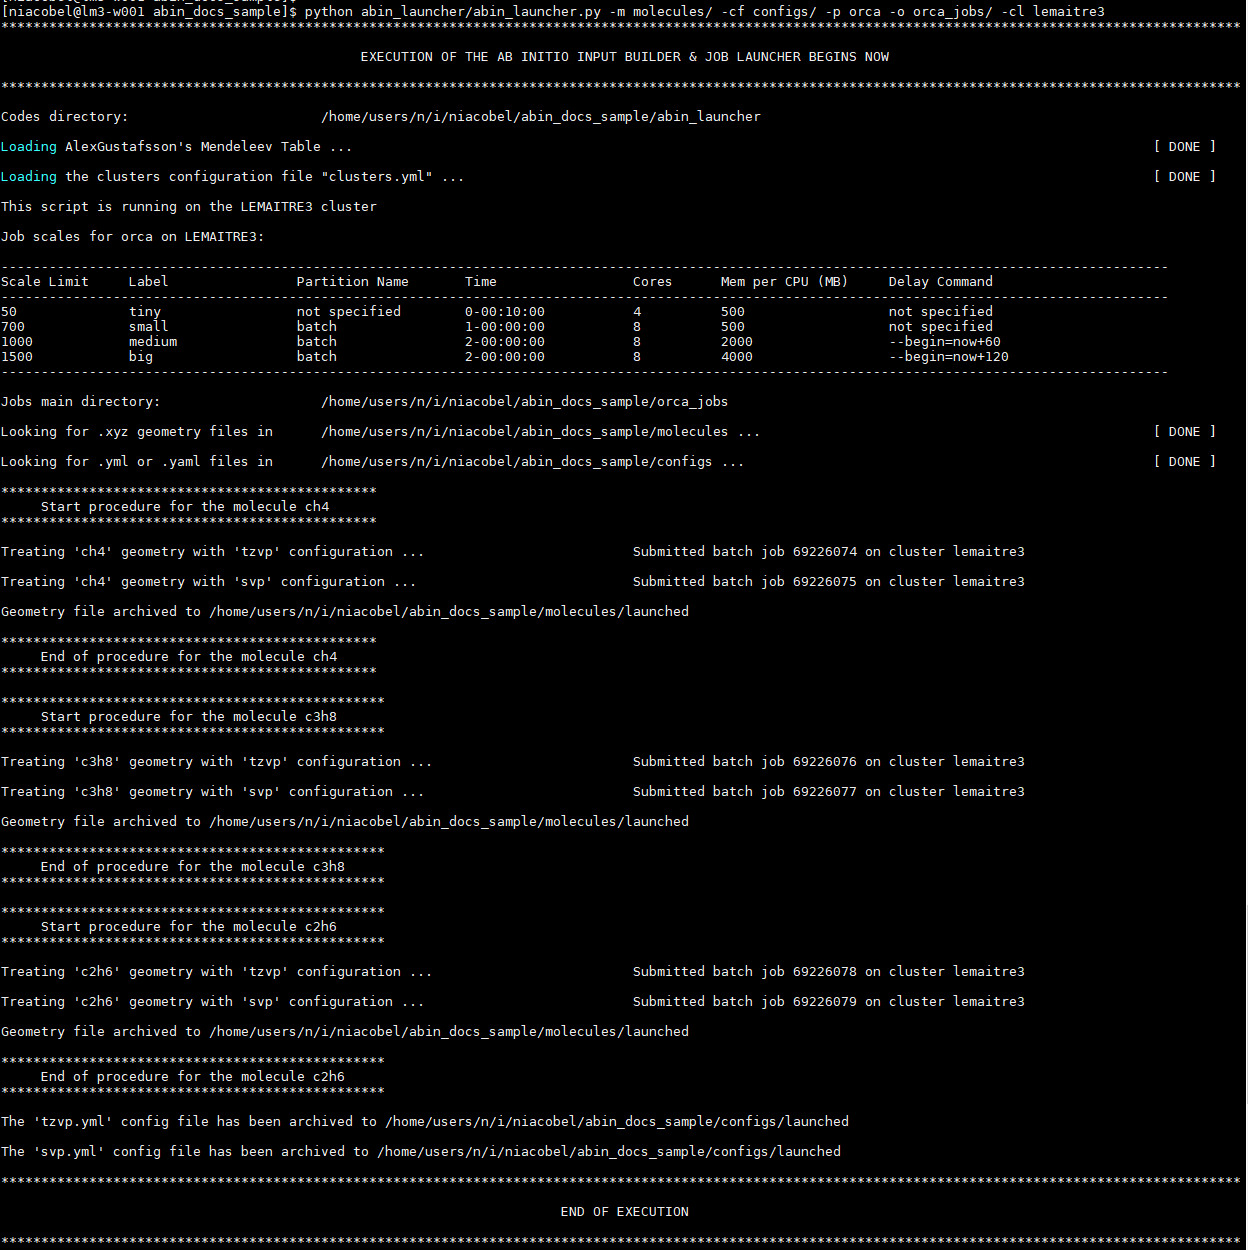 [niacobel@lm3-w001 abin_docs_sample]$
[niacobel@lm3-w001 abin_docs_sample]$ python abin_launcher/abin_launcher.py -m molecules/ -cf configs/ -p orca -o orca_jobs/ -cl lemaitre3
***********************************************************************************************************************************************************
EXECUTION OF THE AB INITIO INPUT BUILDER & JOB LAUNCHER BEGINS NOW
***********************************************************************************************************************************************************
Codes directory: /home/users/n/i/niacobel/abin_docs_sample/abin_launcher
Loading AlexGustafsson's Mendeleev Table ... [ DONE ]
Loading the clusters configuration file "clusters.yml" ... [ DONE ]
This script is running on the LEMAITRE3 cluster
Job scales for orca on LEMAITRE3:
--------------------------------------------------------------------------------------------------------------------------------------------------
Scale Limit Label Partition Name Time Cores Mem per CPU (MB) Delay Command
--------------------------------------------------------------------------------------------------------------------------------------------------
50 tiny not specified 0-00:10:00 4 500 not specified
700 small batch 1-00:00:00 8 500 not specified
1000 medium batch 2-00:00:00 8 2000 --begin=now+60
1500 big batch 2-00:00:00 8 4000 --begin=now+120
--------------------------------------------------------------------------------------------------------------------------------------------------
Jobs main directory: /home/users/n/i/niacobel/abin_docs_sample/orca_jobs
Looking for .xyz geometry files in /home/users/n/i/niacobel/abin_docs_sample/molecules ... [ DONE ]
Looking for .yml or .yaml files in /home/users/n/i/niacobel/abin_docs_sample/configs ... [ DONE ]
***********************************************
Start procedure for the molecule ch4
***********************************************
Treating 'ch4' geometry with 'tzvp' configuration ... Submitted batch job 69226074 on cluster lemaitre3
Treating 'ch4' geometry with 'svp' configuration ... Submitted batch job 69226075 on cluster lemaitre3
Geometry file archived to /home/users/n/i/niacobel/abin_docs_sample/molecules/launched
***********************************************
End of procedure for the molecule ch4
***********************************************
************************************************
Start procedure for the molecule c3h8
************************************************
Treating 'c3h8' geometry with 'tzvp' configuration ... Submitted batch job 69226076 on cluster lemaitre3
Treating 'c3h8' geometry with 'svp' configuration ... Submitted batch job 69226077 on cluster lemaitre3
Geometry file archived to /home/users/n/i/niacobel/abin_docs_sample/molecules/launched
************************************************
End of procedure for the molecule c3h8
************************************************
************************************************
Start procedure for the molecule c2h6
************************************************
Treating 'c2h6' geometry with 'tzvp' configuration ... Submitted batch job 69226078 on cluster lemaitre3
Treating 'c2h6' geometry with 'svp' configuration ... Submitted batch job 69226079 on cluster lemaitre3
Geometry file archived to /home/users/n/i/niacobel/abin_docs_sample/molecules/launched
************************************************
End of procedure for the molecule c2h6
************************************************
The 'tzvp.yml' config file has been archived to /home/users/n/i/niacobel/abin_docs_sample/configs/launched
The 'svp.yml' config file has been archived to /home/users/n/i/niacobel/abin_docs_sample/configs/launched
***********************************************************************************************************************************************************
END OF EXECUTION
***********************************************************************************************************************************************************